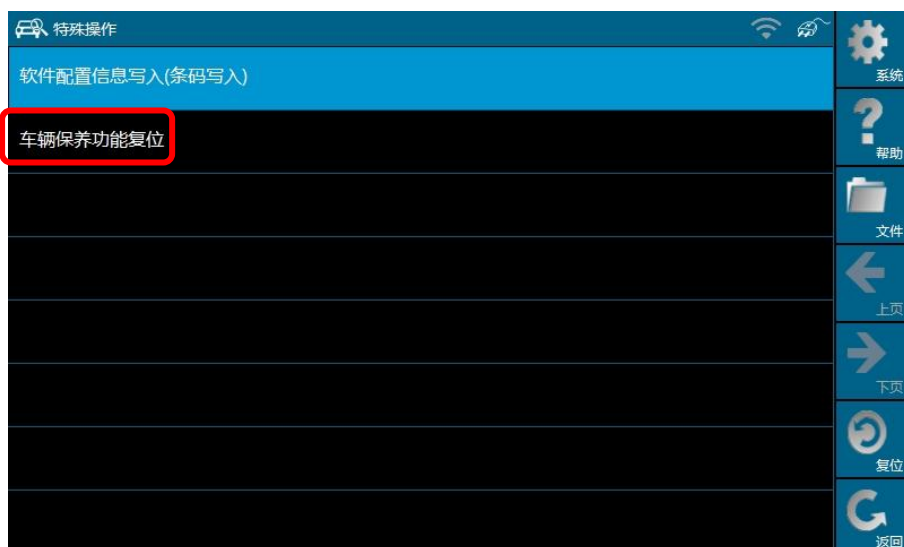 特殊操作
软件配置信息写入(条码写入)
车辆保养功能复位
系统
帮助
文件
上页
下页
复位
返回